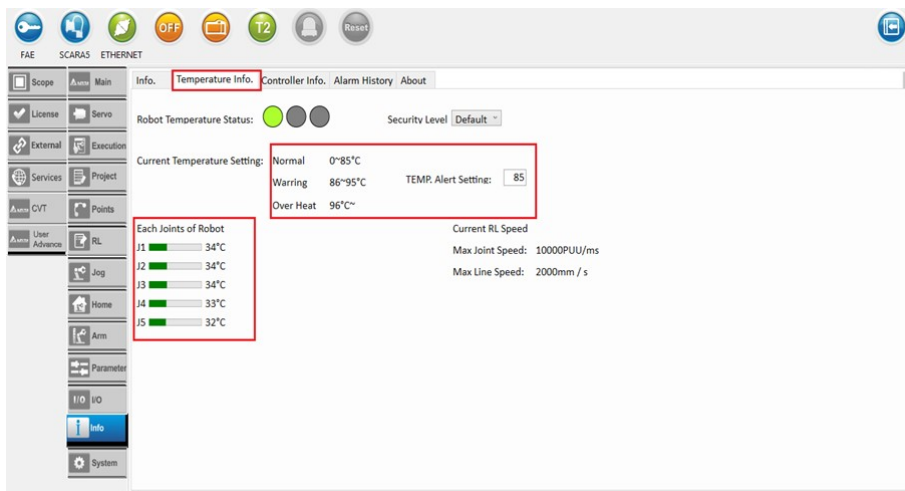 OFF T2 Reset
FAE SCARA5 ETHERNET
Scope Main Info. Temperature Info. Controller Info. Alarm History About
License Servo Robot Temperature Status: Security Level Default
External Execution Current Temperature Setting: Normal 0~85°C
Services Project Warring 86~95°C TEMP. Alert Setting: 85
CVT Points Over Heat 96°C~
User Advance RL Each Joints of Robot Current RL Speed
J1 34°C Max Joint Speed: 10000PUU/ms
Jog J2 34°C Max Line Speed: 2000mm / s
J3 34°C
Home J4 33°C
J5 32°C
Arm
Parameter
I/O I/O
Info
System